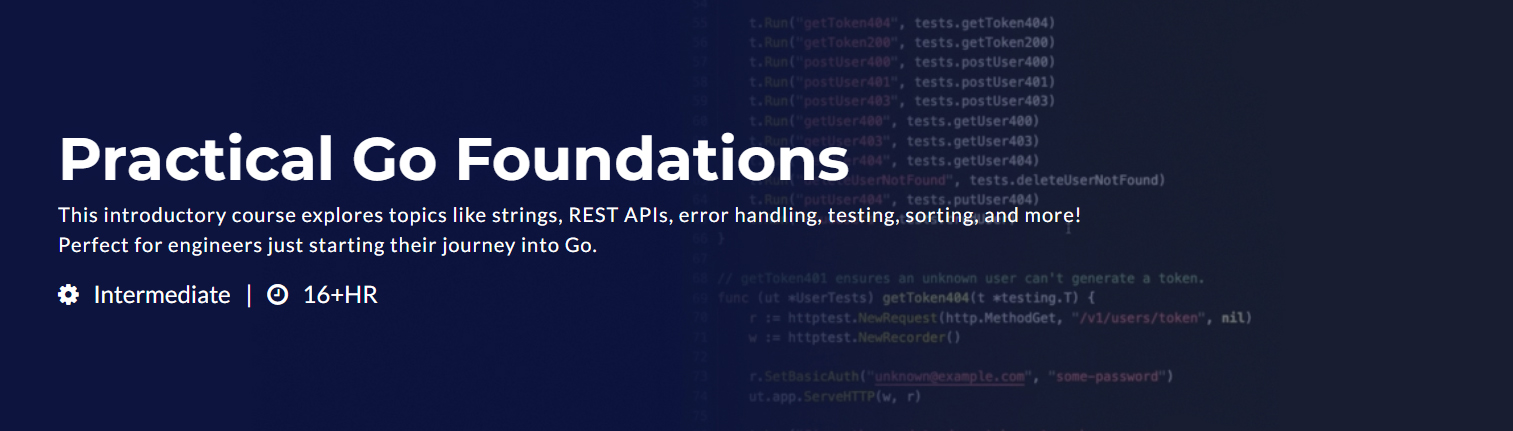 t.Run("getToken404", tests.getToken404)
t.Run("getToken200", tests.getToken200)
t.Run("postUser400", tests.postUser400)
t.Run("postUser401", tests.postUser401)
t.Run("postUser403", tests.postUser403)
t.Run("getUser400", tests.getUser400)
tests.getUser403)
tests.getUser404)
"deleteUserNotFound", tests.deleteUserNotFound)
t.Run("putUser404", tests.putUser404)
}
Practical Go Foundations
This introductory course explores topics like strings, REST APIs, error handling, testing, sorting, and more!
Perfect for engineers just starting their journey into Go.
Intermediate | 16+HR
// getToken401 ensures an unknown user can't generate a token.
func (ut *UserTests) getToken404(t *testing.T) {
r := httptest.NewRequest(http.MethodGet, "/v1/users/token", nil)
w := httptest.NewRecorder()
r.SetBasicAuth("unknown@example.com", "some-password")
ut.app.ServeHTTP(w, r)